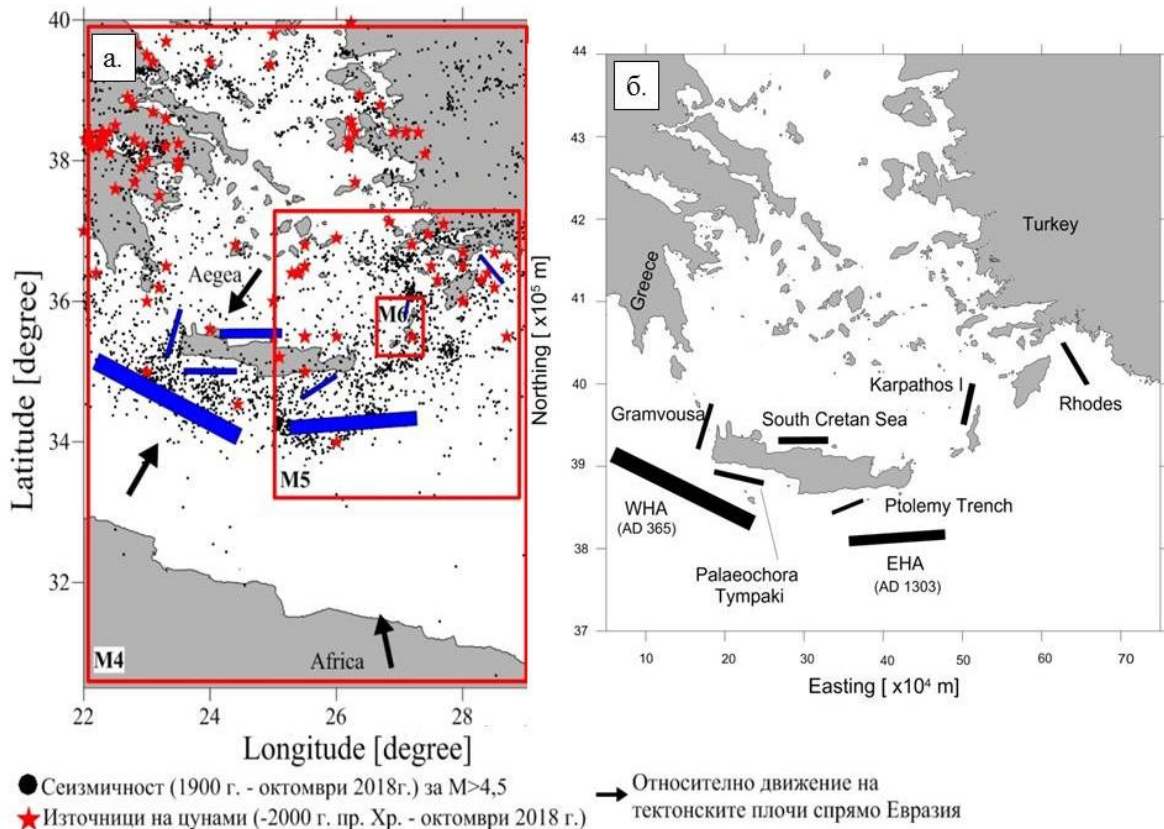 а.
40
38
36
34
32
Latitude [degree]
Aegea
M6
M5
M4
Africa
22
24
26
28
Longitude [degree]
б.
44
43
42
41
40
39
38
37
Northing [ x10⁵ m]
Greece
Turkey
Karpathos I
Rhodes
Gramvousa
South Cretan Sea
WHA
(AD 365)
Ptolemy Trench
Palaeochora
Tympaki
EHA
(AD 1303)
10
20
30
40
50
60
70
Easting [ x10⁴ m]
Сеизмичност (1900 г. - октомври 2018г.) за M>4,5
Източници на цунами (-2000 г. пр. Хр. - октомври 2018 г.)
Относително движение на
тектонските плочи спрямо Евразия